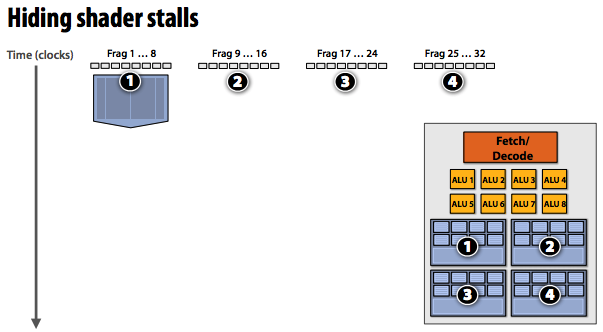 Hiding shader stalls
Time (clocks)
Frag 1 … 8
Frag 9 … 16
Frag 17 … 24
Frag 25 … 32
1
2
3
4
Fetch/
Decode
ALU 1
ALU 2
ALU 3
ALU 4
ALU 5
ALU 6
ALU 7
ALU 8
1
2
3
4